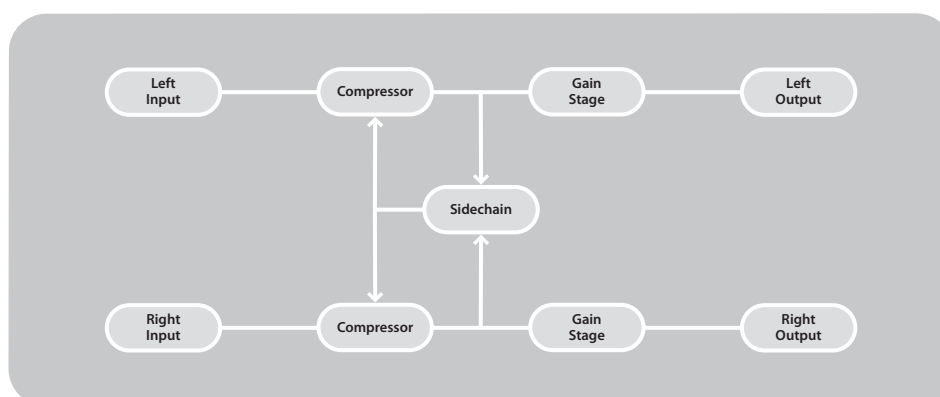 Left
Input
Compressor
Gain
Stage
Left
Output
Sidechain
Right
Input
Compressor
Gain
Stage
Right
Output